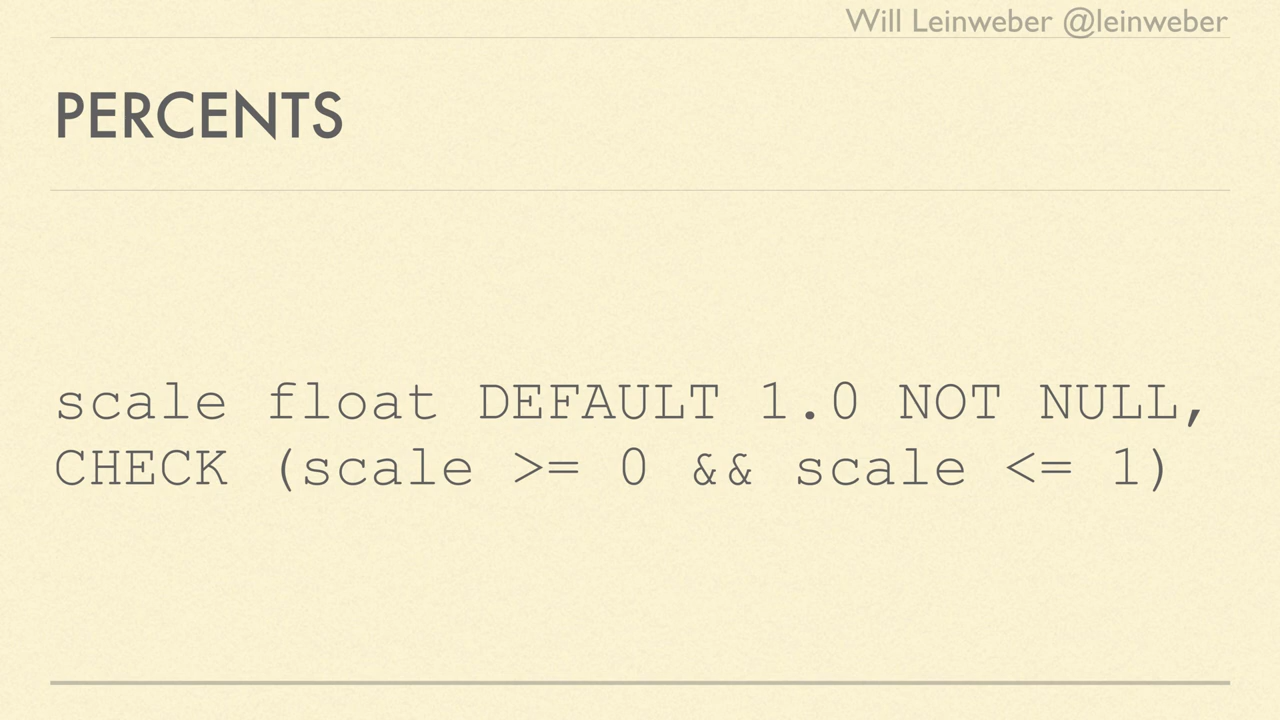 Will Leinweber @leinweber
PERCENTS
scale float DEFAULT 1.0 NOT NULL,
CHECK (scale >= 0 && scale <= 1)